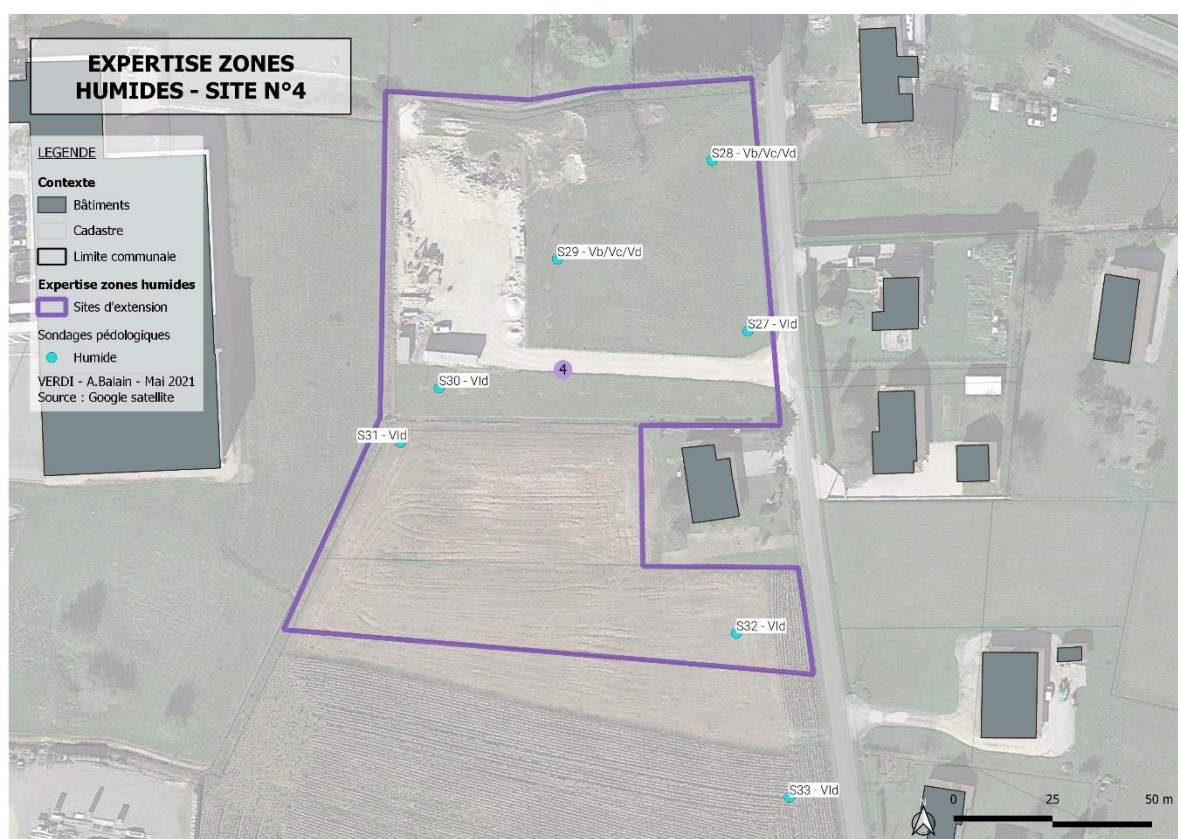 EXPERTISE ZONES
HUMIDES - SITE N°4
LEGENDE
Contexte
Bâtiments
Cadastre
Limite communale
Expertise zones humides
Sites d'extension
Sondages pédologiques
Humide
VERDI - A.Balain - Mai 2021
Source : Google satellite
S28 - Vb/Vc/Vd
S29 - Vb/Vc/Vd
S27 - VId
4
S30 - VId
S31 - VId
S32 - VId
S33 - VId
N
0 25 50 m